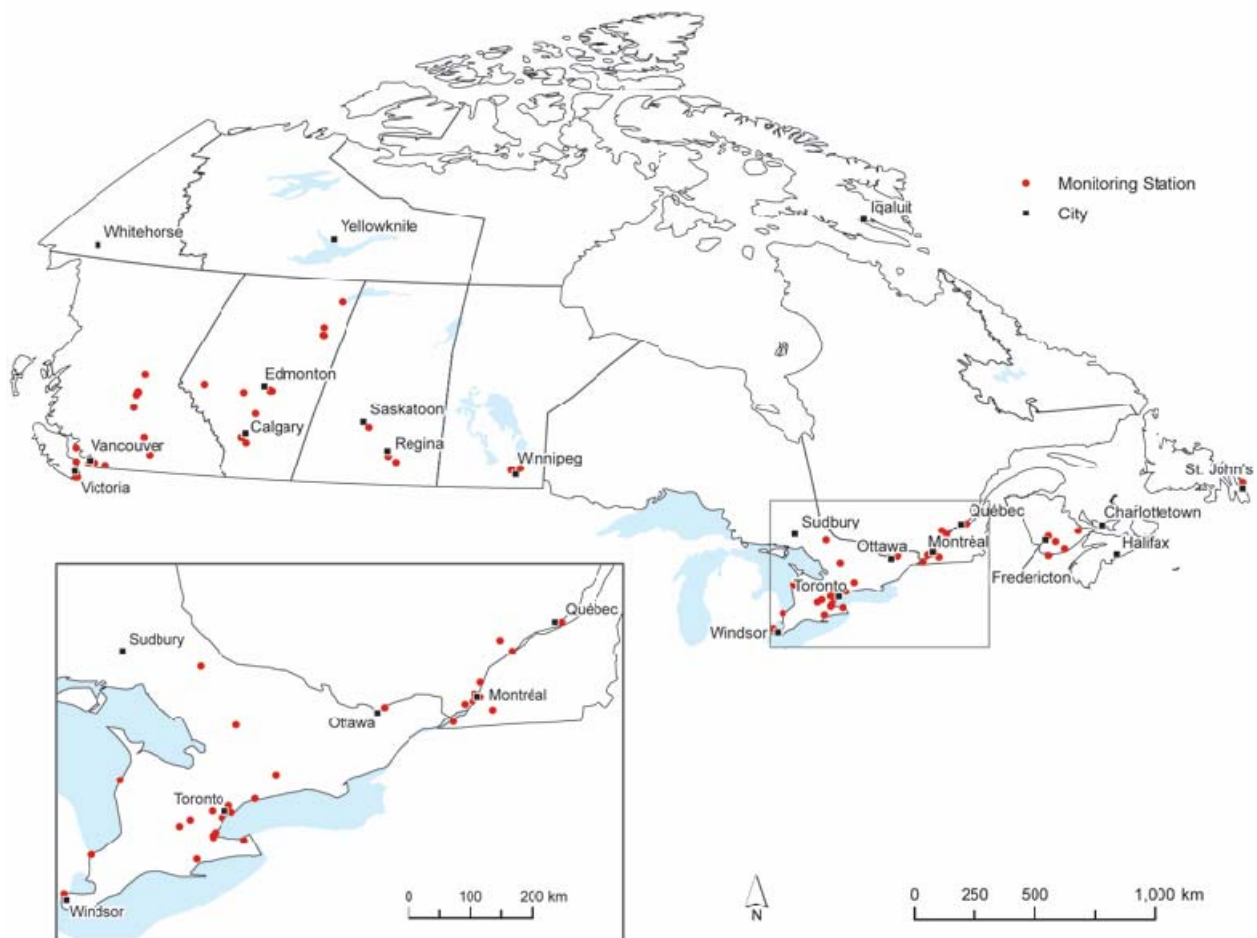 Monitoring Station
City
Iqaluit
Whitehorse
Yellowknife
Edmonton
Saskatoon
Calgary
Regina
Vancouver
Winnipeg
Victoria
St. John's
Québec
Charlottetown
Sudbury
Ottawa
Montréal
Halifax
Toronto
Fredericton
Windsor
Québec
Sudbury
Montréal
Ottawa
Toronto
Windsor
0 100 200 km
N
0 250 500 1,000 km